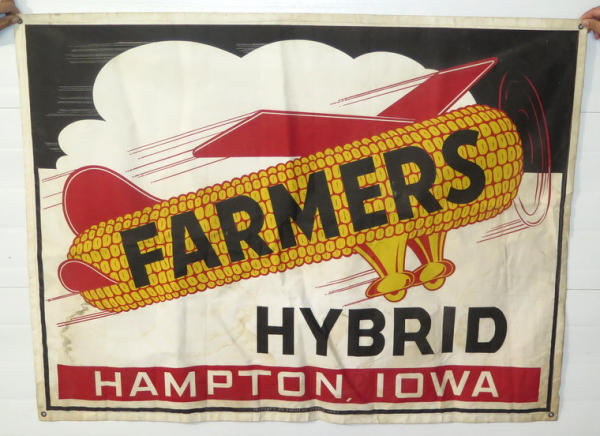 FARMERS
HYBRID
HAMPTON, IOWA